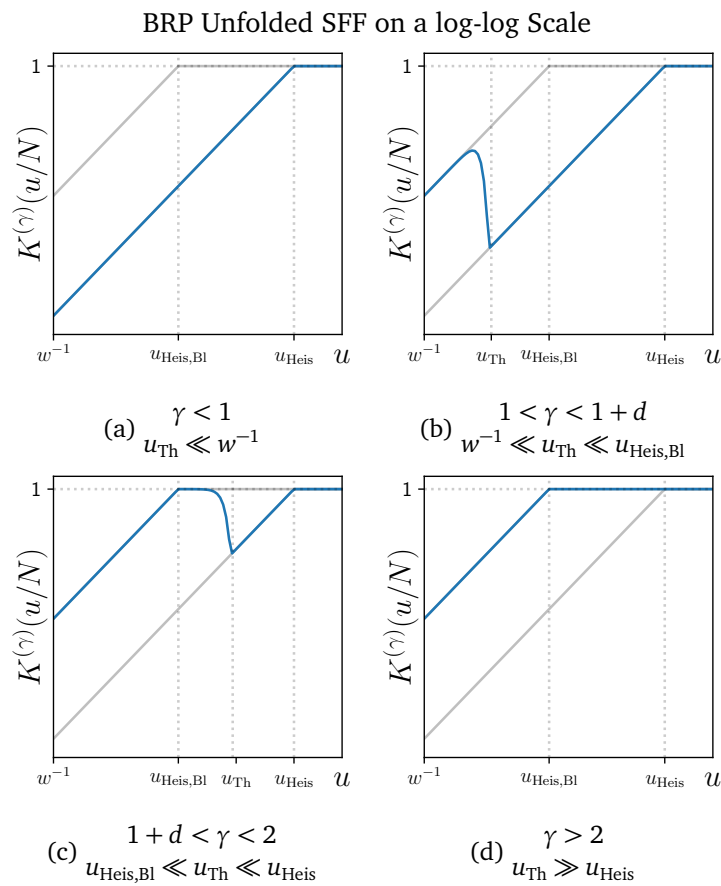 BRP Unfolded SFF on a log-log Scale
1
K^{(γ)}(u/N)
w^{-1} u_{Heis,Bl} u_{Heis} u
(a) γ < 1
u_{Th} ≪ w^{-1}
1
K^{(γ)}(u/N)
w^{-1} u_{Th} u_{Heis,Bl} u_{Heis} u
(b) 1 < γ < 1 + d
w^{-1} ≪ u_{Th} ≪ u_{Heis,Bl}
1
K^{(γ)}(u/N)
w^{-1} u_{Heis,Bl} u_{Th} u_{Heis} u
(c) 1 + d < γ < 2
u_{Heis,Bl} ≪ u_{Th} ≪ u_{Heis}
1
K^{(γ)}(u/N)
w^{-1} u_{Heis,Bl} u_{Heis} u
(d) γ > 2
u_{Th} ≫ u_{Heis}